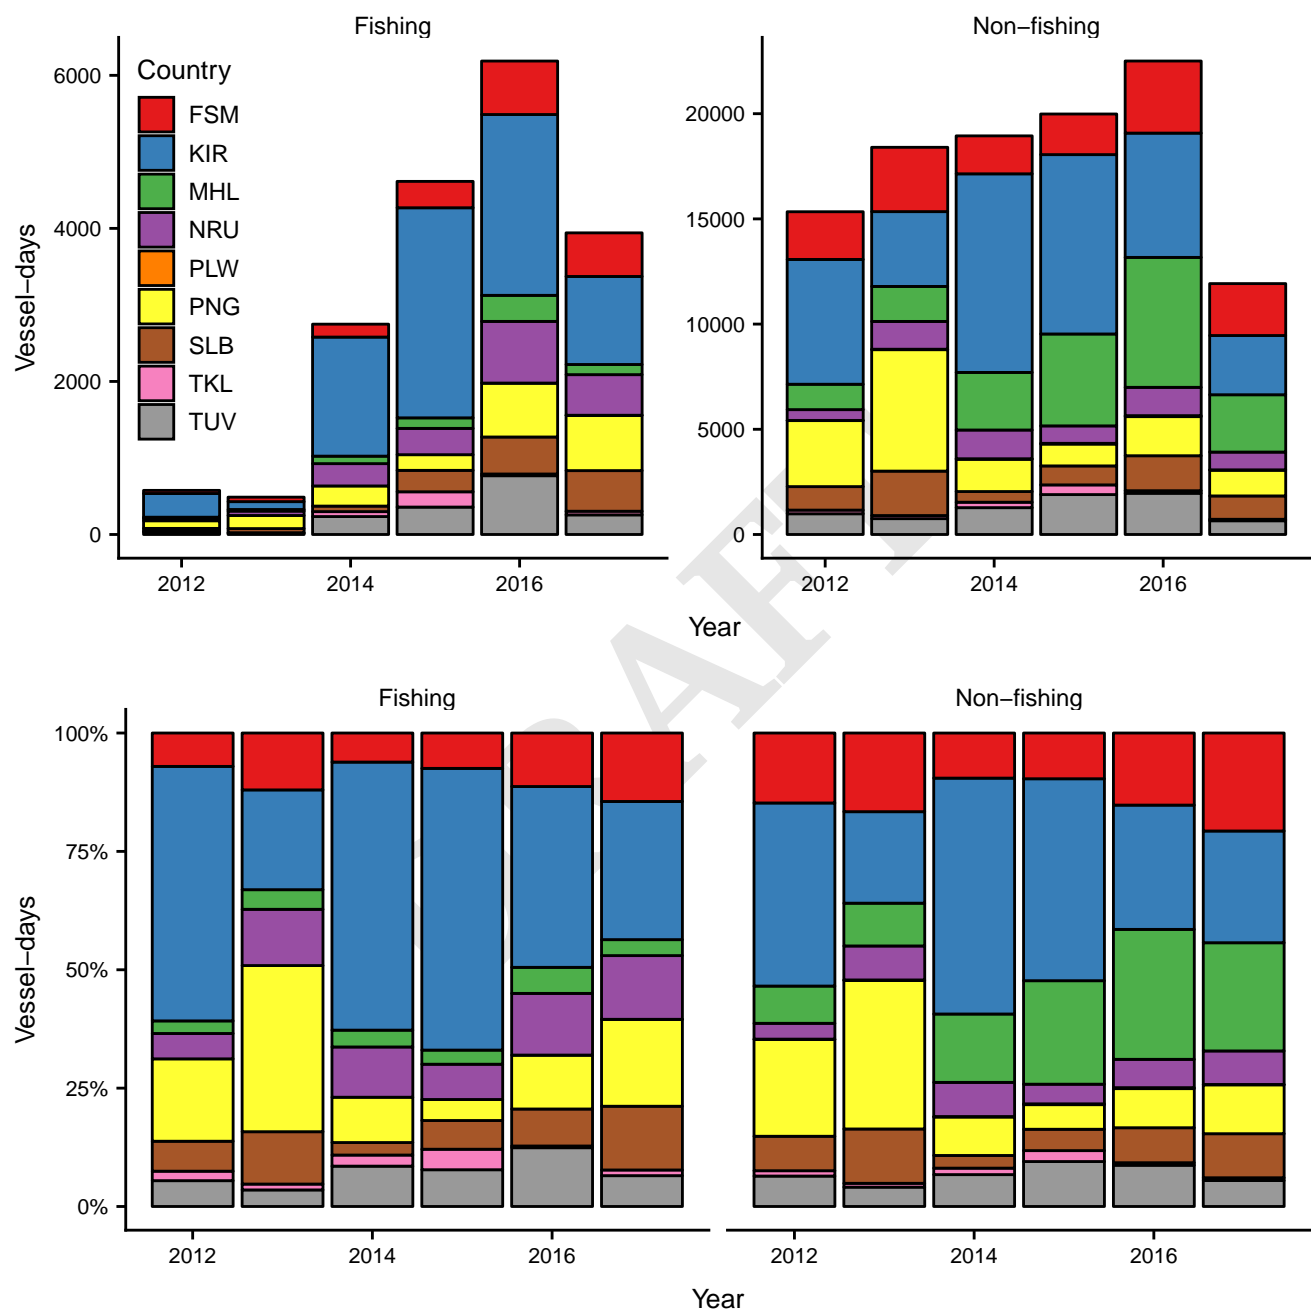 Fishing
Non−fishing
Vessel−days
6000
4000
2000
0
Country
FSM
KIR
MHL
NRU
PLW
PNG
SLB
TKL
TUV
20000
15000
10000
5000
0
2012 2014 2016
2012 2014 2016
Year
DRAFT
Fishing
Non−fishing
Vessel−days
100%
75%
50%
25%
0%
2012 2014 2016
2012 2014 2016
Year